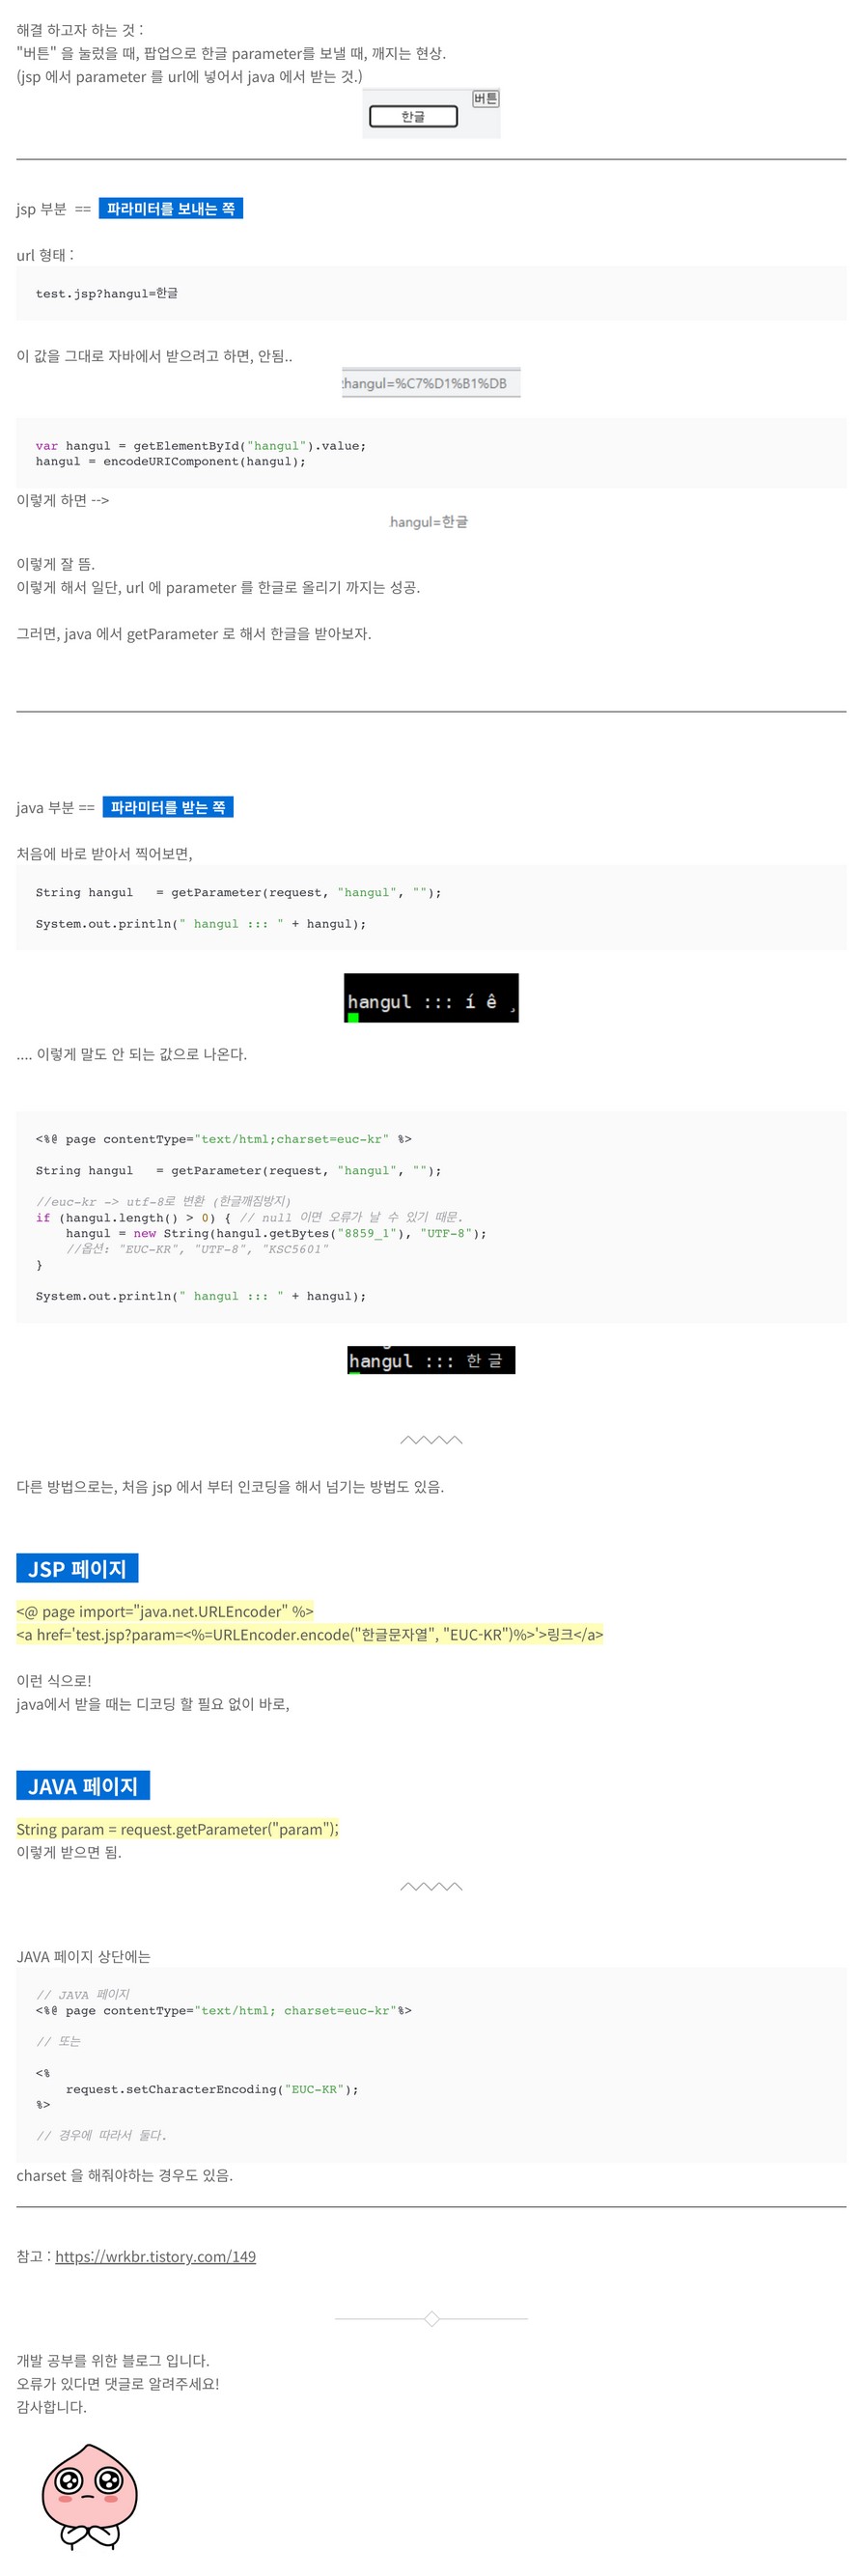 해결 하고자 하는 것 :
"버튼" 을 눌렀을 때, 팝업으로 한글 parameter를 보낼 때, 깨지는 현상.
(jsp 에서 parameter 를 url에 넣어서 java 에서 받는 것.)
버튼
한글
jsp 부분 == 파라미터를 보내는 쪽
url 형태 :
test.jsp?hangul=한글
이 값을 그대로 자바에서 받으려고 하면, 안됨..
hangul=%C7%D1%B1%DB
var hangul = getElementById("hangul").value;
hangul = encodeURIComponent(hangul);
이렇게 하면 -->
hangul=한글
이렇게 잘 뜸.
이렇게 해서 일단, url 에 parameter 를 한글로 올리기 까지는 성공.
그러면, java 에서 getParameter 로 해서 한글을 받아보자.
java 부분 == 파라미터를 받는 쪽
처음에 바로 받아서 찍어보면,
String hangul   = getParameter(request, "hangul", "");
System.out.println(" hangul ::: " + hangul);
hangul ::: í ê ¸
.... 이렇게 말도 안 되는 값으로 나온다.
<%@ page contentType="text/html;charset=euc-kr" %>
String hangul   = getParameter(request, "hangul", "");
//euc-kr -> utf-8로 변환 (한글깨짐방지)
if (hangul.length() > 0) { // null 이면 오류가 날 수 있기 때문.
hangul = new String(hangul.getBytes("8859_1"), "UTF-8");
//옵션: "EUC-KR", "UTF-8", "KSC5601"
}
System.out.println(" hangul ::: " + hangul);
hangul ::: 한글
다른 방법으로는, 처음 jsp 에서 부터 인코딩을 해서 넘기는 방법도 있음.
JSP 페이지
<@ page import="java.net.URLEncoder" %>
<a href='test.jsp?param=<%=URLEncoder.encode("한글문자열", "EUC-KR")%>'>링크</a>
이런 식으로!
java에서 받을 때는 디코딩 할 필요 없이 바로,
JAVA 페이지
String param = request.getParameter("param");
이렇게 받으면 됨.
JAVA 페이지 상단에는
// JAVA 페이지
<%@ page contentType="text/html; charset=euc-kr"%>
// 또는
<%
request.setCharacterEncoding("EUC-KR");
%>
// 경우에 따라서 둘다.
charset 을 해줘야하는 경우도 있음.
참고 : https://wrkbr.tistory.com/149
개발 공부를 위한 블로그 입니다.
오류가 있다면 댓글로 알려주세요!
감사합니다.